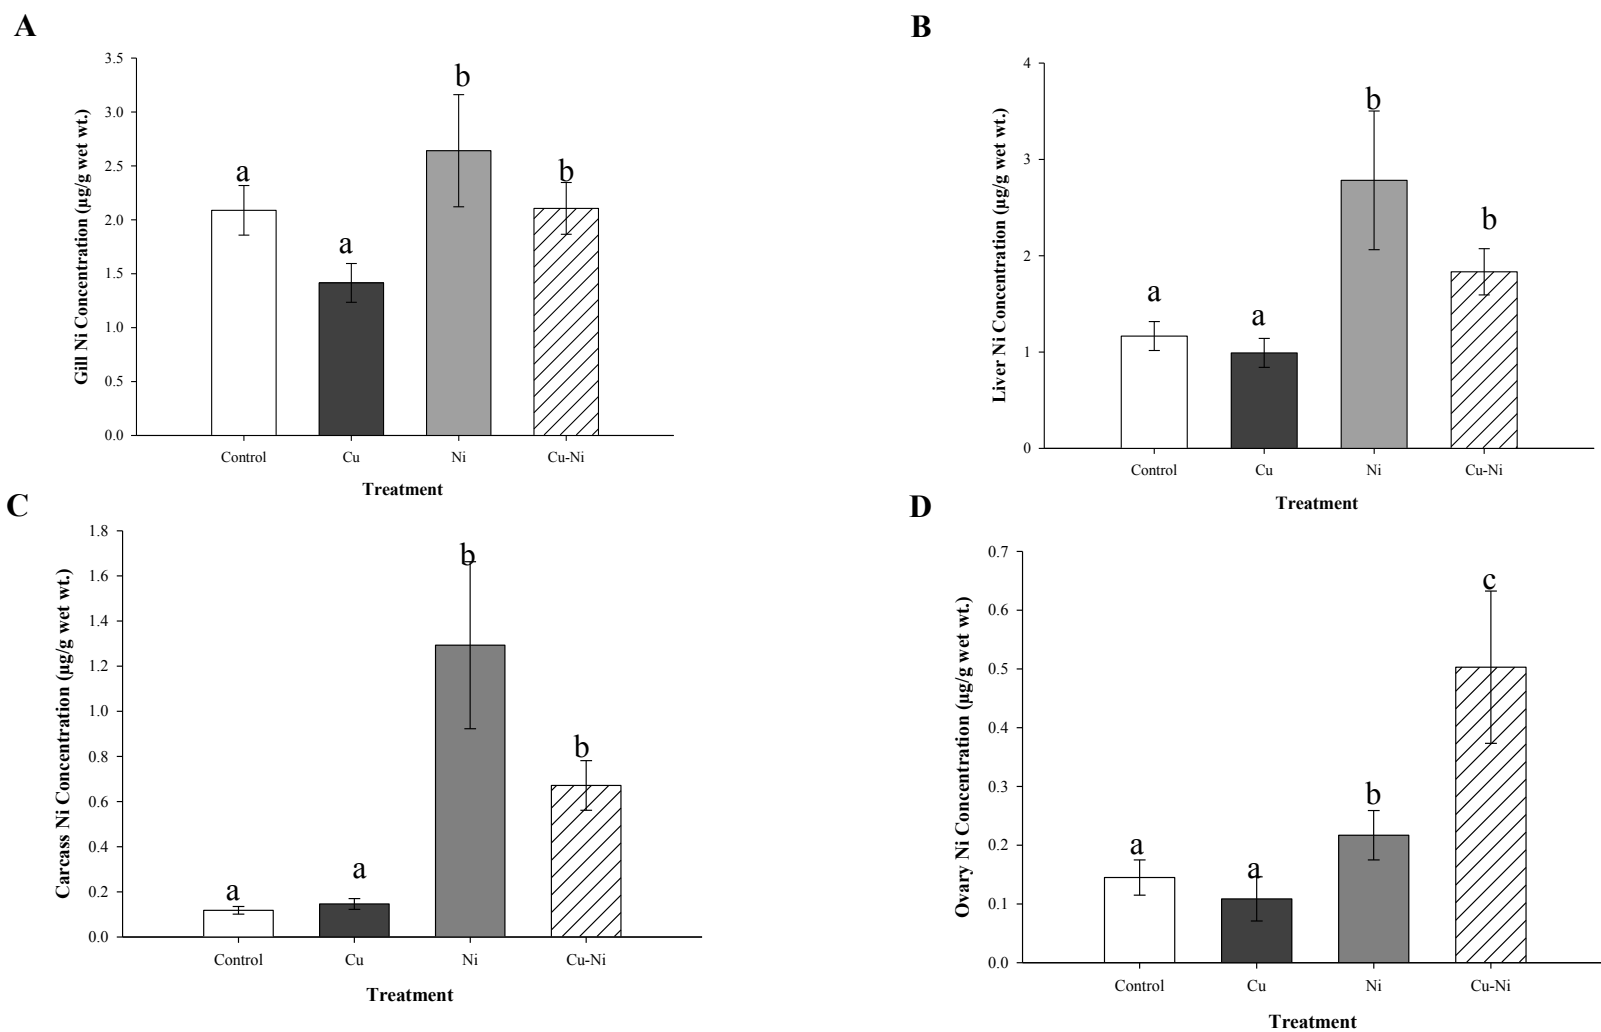 A
Gill Ni Concentration (µg/g wet wt.)
3.5
3.0
2.5
2.0
1.5
1.0
0.5
0.0
a
a
b
b
Control
Cu
Ni
Cu-Ni
Treatment
B
Liver Ni Concentration (µg/g wet wt.)
4
3
2
1
0
a
a
b
b
Control
Cu
Ni
Cu-Ni
Treatment
C
Carcass Ni Concentration (µg/g wet wt.)
1.8
1.6
1.4
1.2
1.0
0.8
0.6
0.4
0.2
0.0
a
a
b
b
Control
Cu
Ni
Cu-Ni
Treatment
D
Ovary Ni Concentration (µg/g wet wt.)
0.7
0.6
0.5
0.4
0.3
0.2
0.1
0.0
a
a
b
c
Control
Cu
Ni
Cu-Ni
Treatment